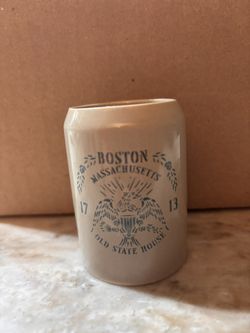 BOSTON
MASSACHUSETTS
17 13
OLD STATE HOUSE